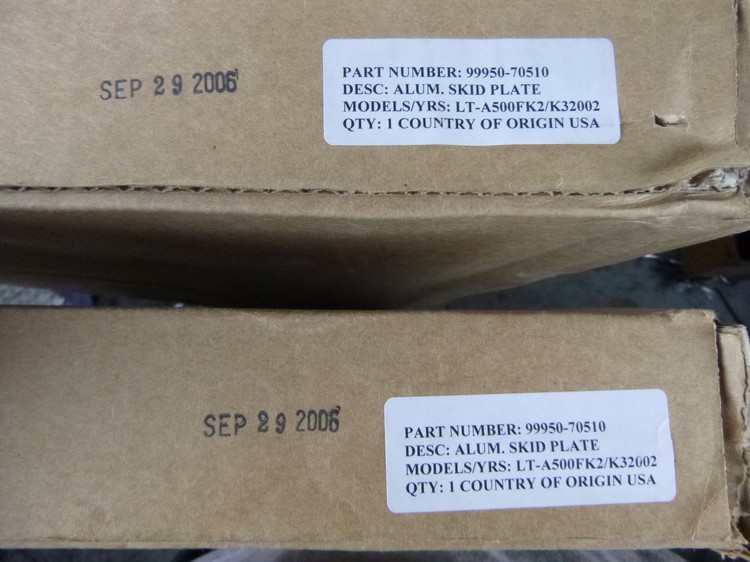 SEP 29 2006
PART NUMBER: 99950-70510
DESC: ALUM. SKID PLATE
MODELS/YRS: LT-A500FK2/K32002
QTY: 1 COUNTRY OF ORIGIN USA
SEP 29 2006
PART NUMBER: 99950-70510
DESC: ALUM. SKID PLATE
MODELS/YRS: LT-A500FK2/K32002
QTY: 1 COUNTRY OF ORIGIN USA